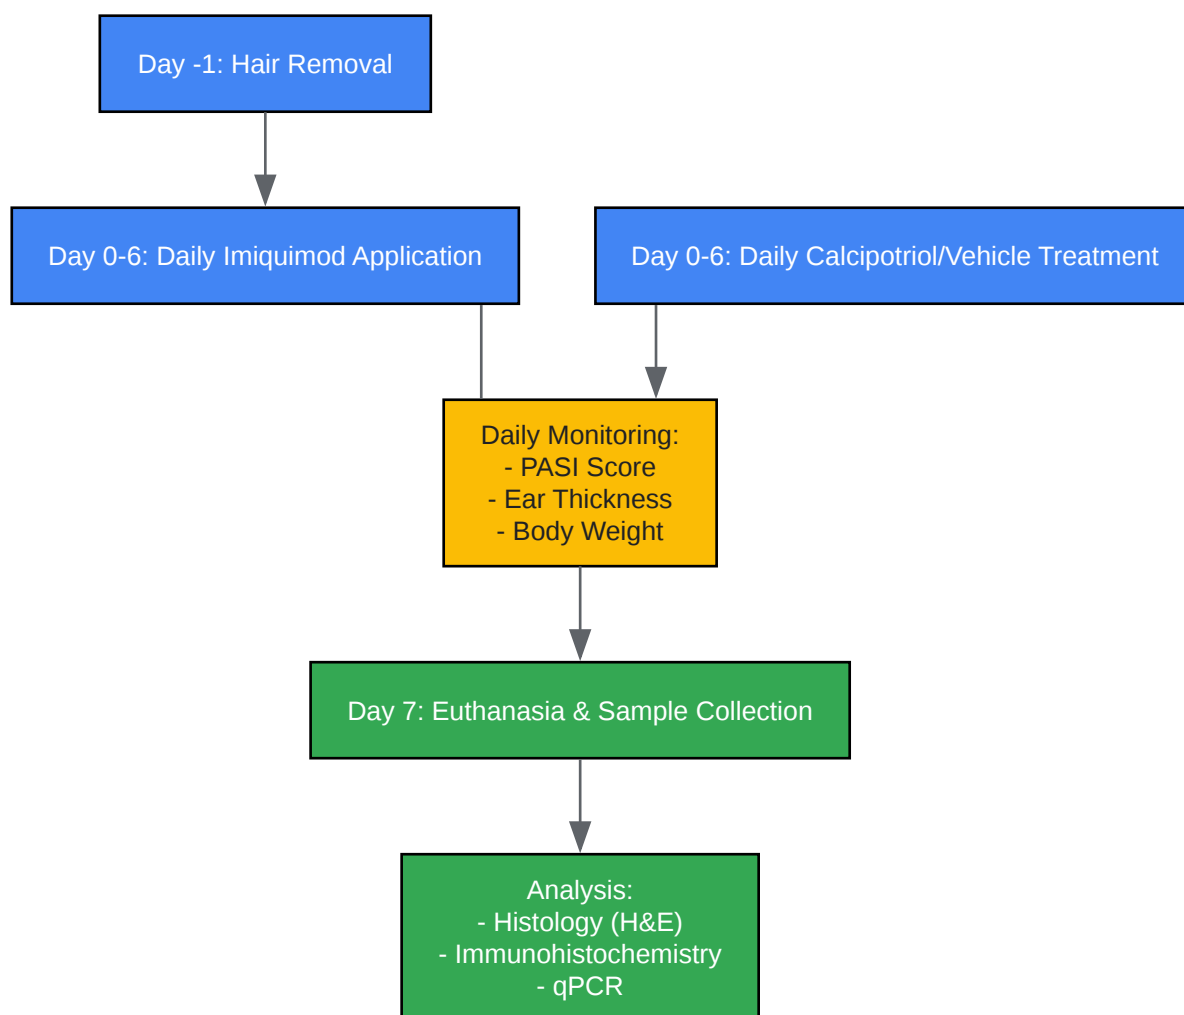 Day -1: Hair Removal
Day 0-6: Daily Imiquimod Application
Day 0-6: Daily Calcipotriol/Vehicle Treatment
Daily Monitoring:
- PASI Score
- Ear Thickness
- Body Weight
Day 7: Euthanasia & Sample Collection
Analysis:
- Histology (H&E)
- Immunohistochemistry
- qPCR